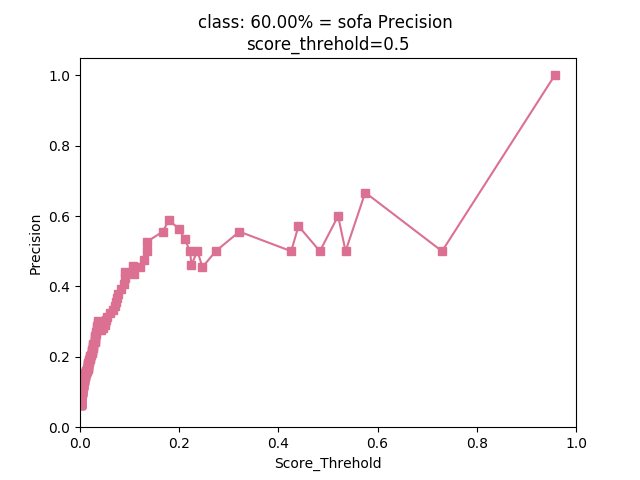 class: 60.00% = sofa Precision
score_threhold=0.5
1.0
0.8
0.6
0.4
0.2
0.0
Precision
0.0 0.2 0.4 0.6 0.8 1.0
Score_Threhold